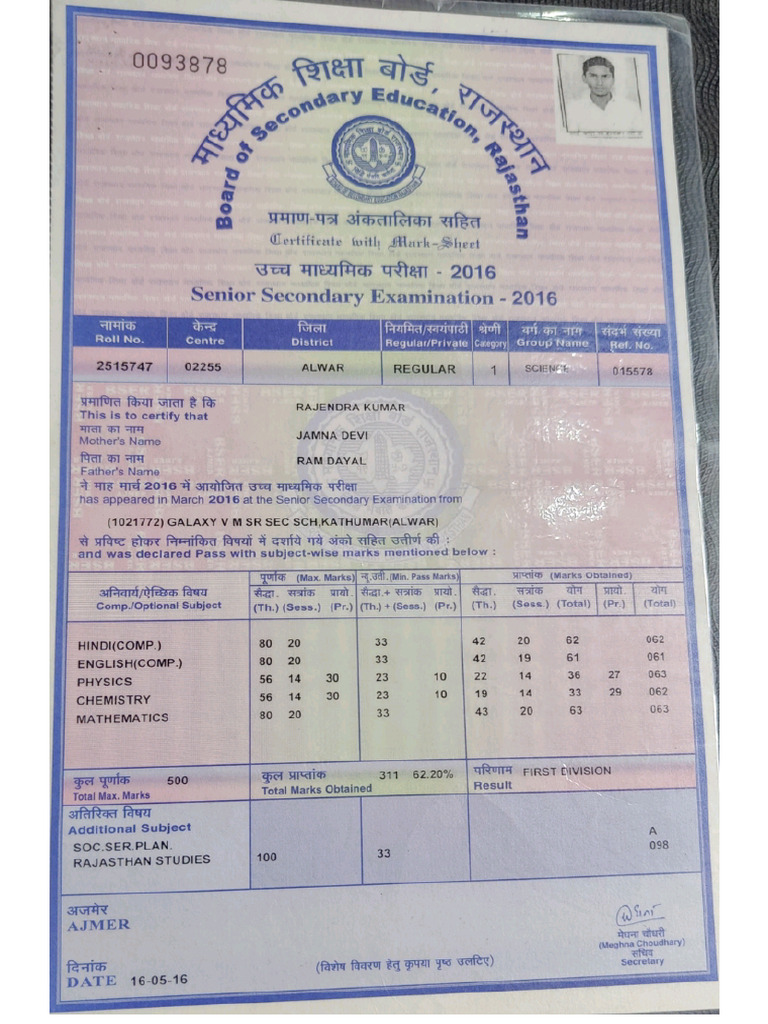 0093878
माध्यमिक शिक्षा बोर्ड, राजस्थान
Board of Secondary Education, Rajasthan
प्रमाण-पत्र अंकतालिका सहित
Certificate with Mark-Sheet
उच्च माध्यमिक परीक्षा - 2016
Senior Secondary Examination - 2016
नामांक केन्द्र जिला नियमित/स्वयंपाठी श्रेणी वर्ग का नाम संदर्भ संख्या
Roll No. Centre District Regular/Private Category Group Name Ref. No.
2515747 02255 ALWAR REGULAR 1 SCIENCE 015578
प्रमाणित किया जाता है कि
This is to certify that RAJENDRA KUMAR
माता का नाम
Mother's Name JAMNA DEVI
पिता का नाम
Father's Name RAM DAYAL
ने माह मार्च 2016 में आयोजित उच्च माध्यमिक परीक्षा
has appeared in March 2016 at the Senior Secondary Examination from
(1021772) GALAXY V M SR SEC SCH,KATHUMAR(ALWAR)
से प्रविष्ट होकर निम्नांकित विषयों में दर्शाये गये अंको सहित उत्तीर्ण की :
and was declared Pass with subject-wise marks mentioned below :
अनिवार्य/ऐच्छिक विषय पूर्णांक (Max. Marks) न्यू.उत्ती. (Min. Pass Marks) प्राप्तांक (Marks Obtained)
सैद्धा. सत्रांक प्रायो. सैद्धा.+ सत्रांक प्रायो. सैद्धा. सत्रांक योग प्रायो. योग
Comp./Optional Subject (Th.) (Sess.) (Pr.) (Th.) + (Sess.) (Pr.) (Th.) (Sess.) (Total) (Pr.) (Total)
HINDI(COMP.) 80 20 33 42 20 62 062
ENGLISH(COMP.) 80 20 33 42 19 61 061
PHYSICS 56 14 30 23 10 22 14 36 27 063
CHEMISTRY 56 14 30 23 10 19 14 33 29 062
MATHEMATICS 80 20 33 43 20 63 063
कुल पूर्णांक 500 कुल प्राप्तांक 311 62.20% परिणाम FIRST DIVISION
Total Max. Marks Total Marks Obtained Result
अतिरिक्त विषय
Additional Subject
SOC.SER.PLAN. A
RAJASTHAN STUDIES 100 33 098
अजमेर
AJMER
मेघना चौधरी
(Meghna Choudhary)
सचिव
Secretary
दिनांक
DATE 16-05-16
(विशेष विवरण हेतु कृपया पृष्ठ उलटिए)